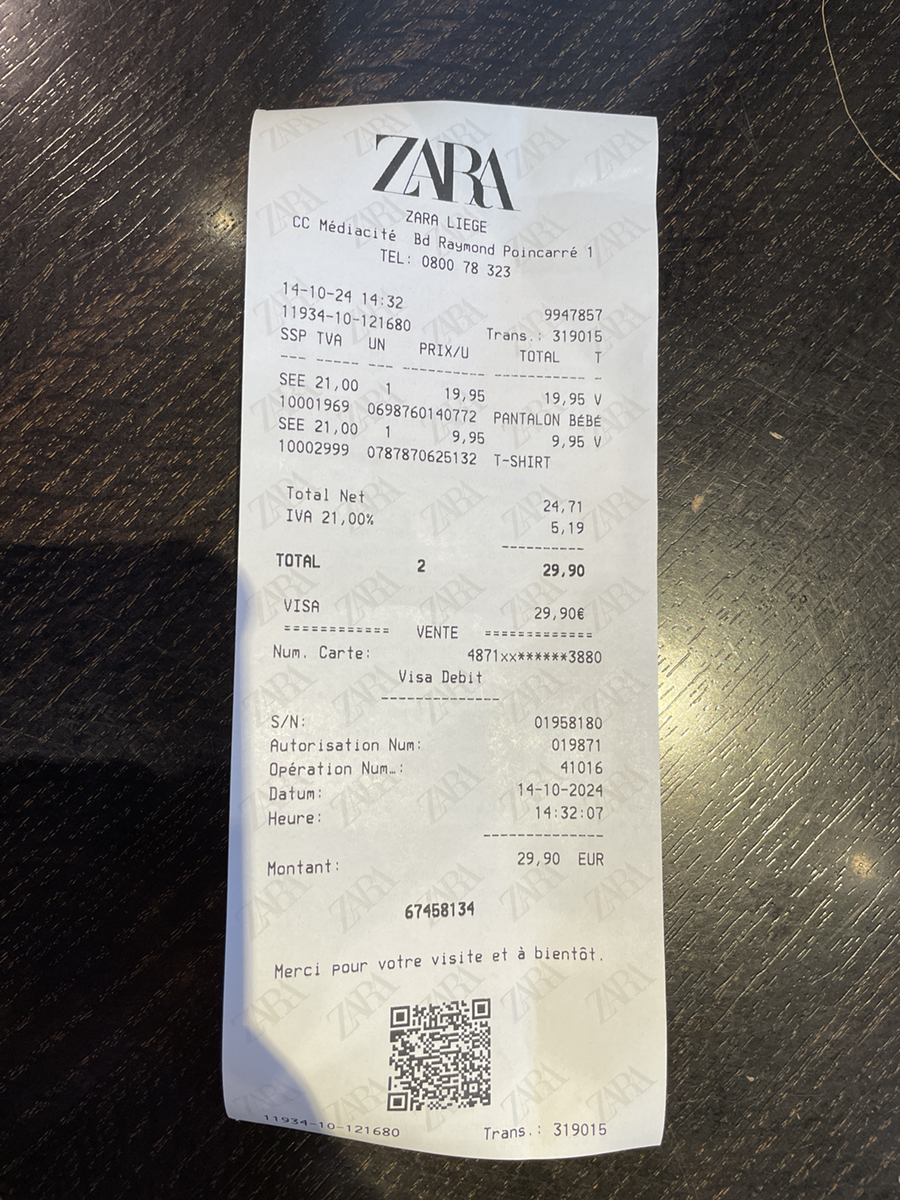 ZARA
ZARA LIEGE
CC Médiacité Bd Raymond Poincarré 1
TEL: 0800 78 323
14-10-24 14:32 9947857
11934-10-121680 Trans.: 319015
SSP TVA UN PRIX/U TOTAL T
--- ----- --- ---------- ----------- -
SEE 21,00 1 19,95 19,95 V
10001969 0698760140772 PANTALON BÉBÉ
SEE 21,00 1 9,95 9,95 V
10002999 0787870625132 T-SHIRT
Total Net 24,71
IVA 21,00% 5,19
----------
TOTAL 2 29,90
VISA 29,90€
============ VENTE =============
Num. Carte: 4871xx******3880
Visa Debit
--------------
S/N: 01958180
Autorisation Num: 019871
Opération Num…: 41016
Datum: 14-10-2024
Heure: 14:32:07
--------------
Montant: 29,90 EUR
67458134
Merci pour votre visite et à bientôt.
11934-10-121680 Trans.: 319015